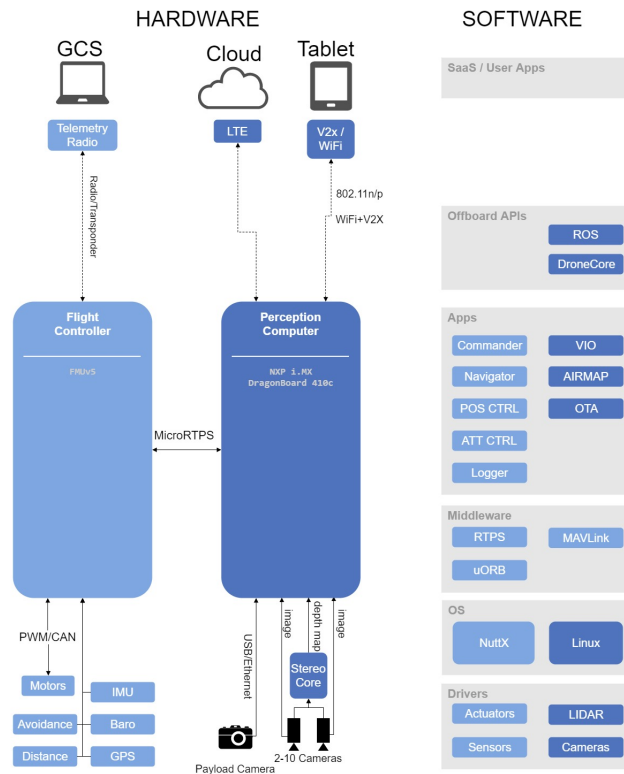 HARDWARE
SOFTWARE
GCS
Cloud
Tablet
Telemetry
Radio
LTE
V2x /
WiFi
Radio/Transponder
802.11n/p
WiFi+V2X
Flight
Controller
FMUv5
Perception
Computer
NXP i.MX
DragonBoard 410c
MicroRTPS
PWM/CAN
Motors
IMU
Avoidance
Baro
Distance
GPS
USB/Ethernet
image
depth map
image
Stereo
Core
Payload Camera
2-10 Cameras
SaaS / User Apps
Offboard APIs
ROS
DroneCore
Apps
Commander
VIO
Navigator
AIRMAP
POS CTRL
OTA
ATT CTRL
Logger
Middleware
RTPS
MAVLink
uORB
OS
NuttX
Linux
Drivers
Actuators
LIDAR
Sensors
Cameras